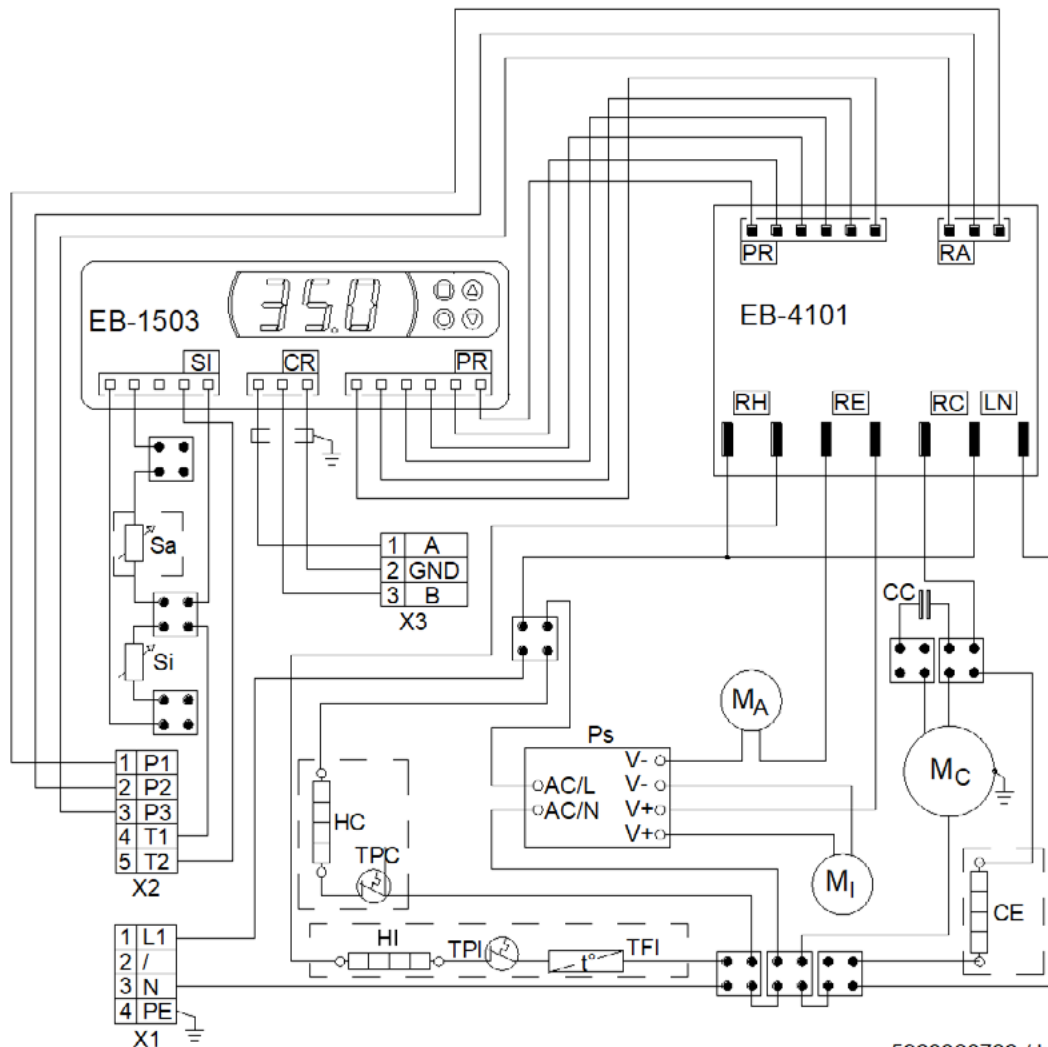 PR
RA
EB-4101
RH
RE
RC
LN
EB-1503
35.0
SI
CR
PR
Sa
Si
1 A
2 GND
3 B
X3
CC
MA
MC
Ps
V-
V-
V+
V+
AC/L
AC/N
MI
CE
1 P1
2 P2
3 P3
4 T1
5 T2
X2
HC
TPC
HI
TPI
t°
TFI
1 L1
2 /
3 N
4 PE
X1